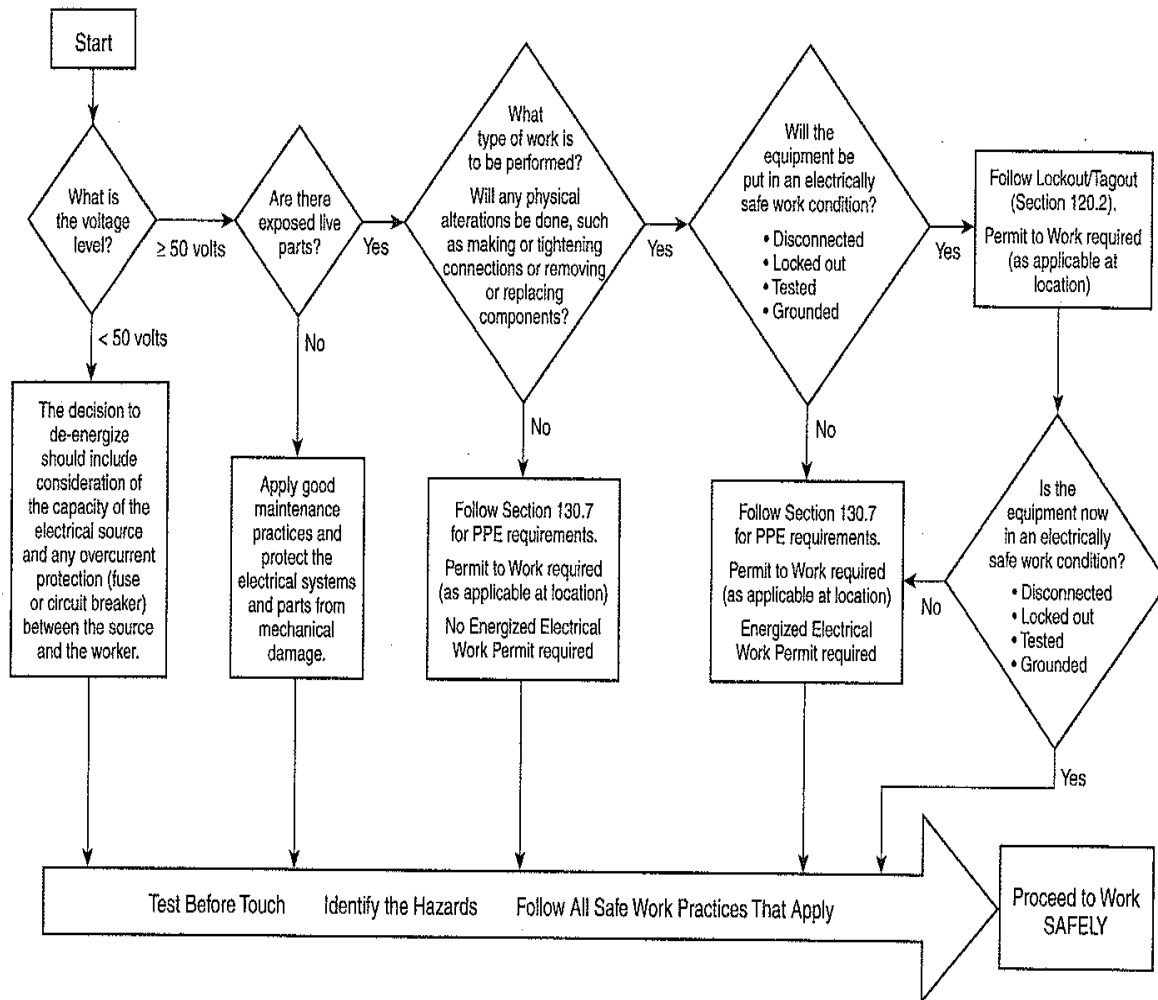 Start
What is
the voltage
level?
≥ 50 volts
< 50 volts
The decision to
de-energize
should include
consideration of
the capacity of the
electrical source
and any overcurrent
protection (fuse
or circuit breaker)
between the source
and the worker.
Are there
exposed live
parts?
Yes
No
Apply good
maintenance
practices and
protect the
electrical systems
and parts from
mechanical
damage.
What
type of work is
to be performed?
Will any physical
alterations be done, such
as making or tightening
connections or removing
or replacing
components?
Yes
No
Follow Section 130.7
for PPE requirements.
Permit to Work required
(as applicable at location)
No Energized Electrical
Work Permit required
Will the
equipment be
put in an electrically
safe work condition?
• Disconnected
• Locked out
• Tested
• Grounded
Yes
No
Follow Section 130.7
for PPE requirements.
Permit to Work required
(as applicable at location)
Energized Electrical
Work Permit required
Follow Lockout/Tagout
(Section 120.2).
Permit to Work required
(as applicable at
location)
Is the
equipment now
in an electrically
safe work condition?
• Disconnected
• Locked out
• Tested
• Grounded
No
Yes
Test Before Touch Identify the Hazards Follow All Safe Work Practices That Apply
Proceed to Work
SAFELY